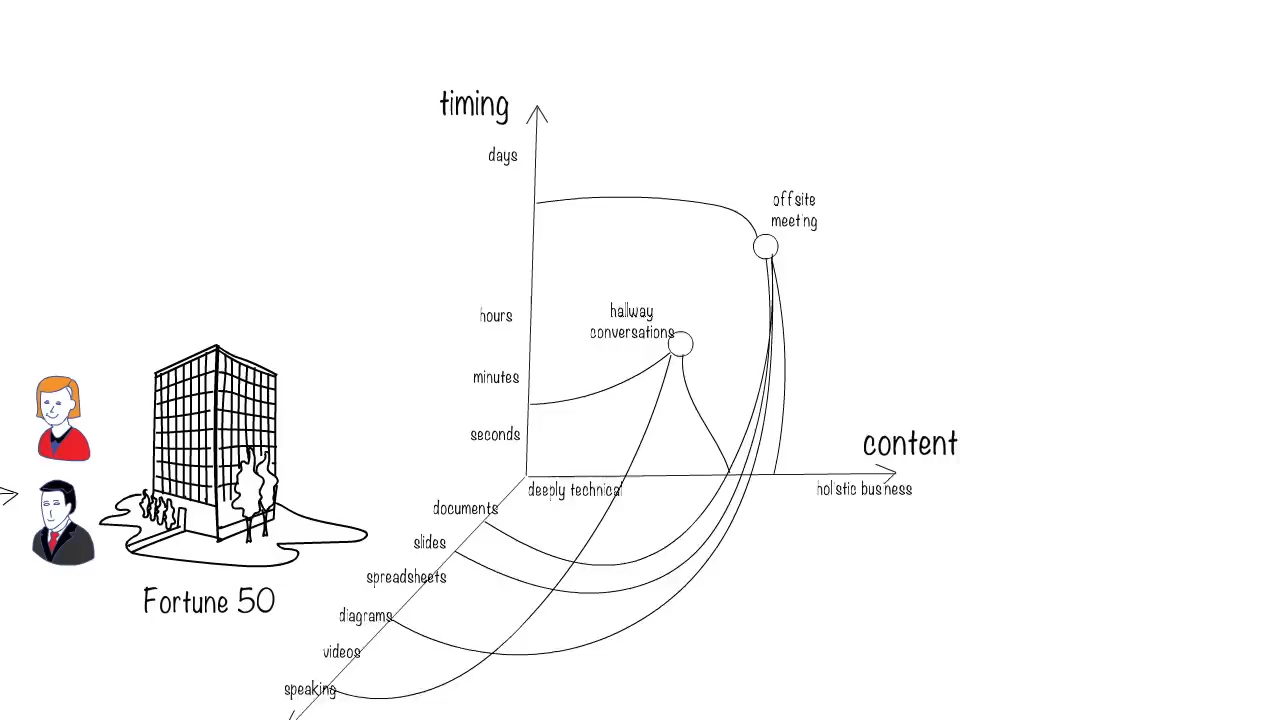 timing
days
offsite
meeting
hallway
conversations
hours
minutes
seconds
content
deeply technical
holistic business
documents
slides
spreadsheets
diagrams
videos
speaking
Fortune 50